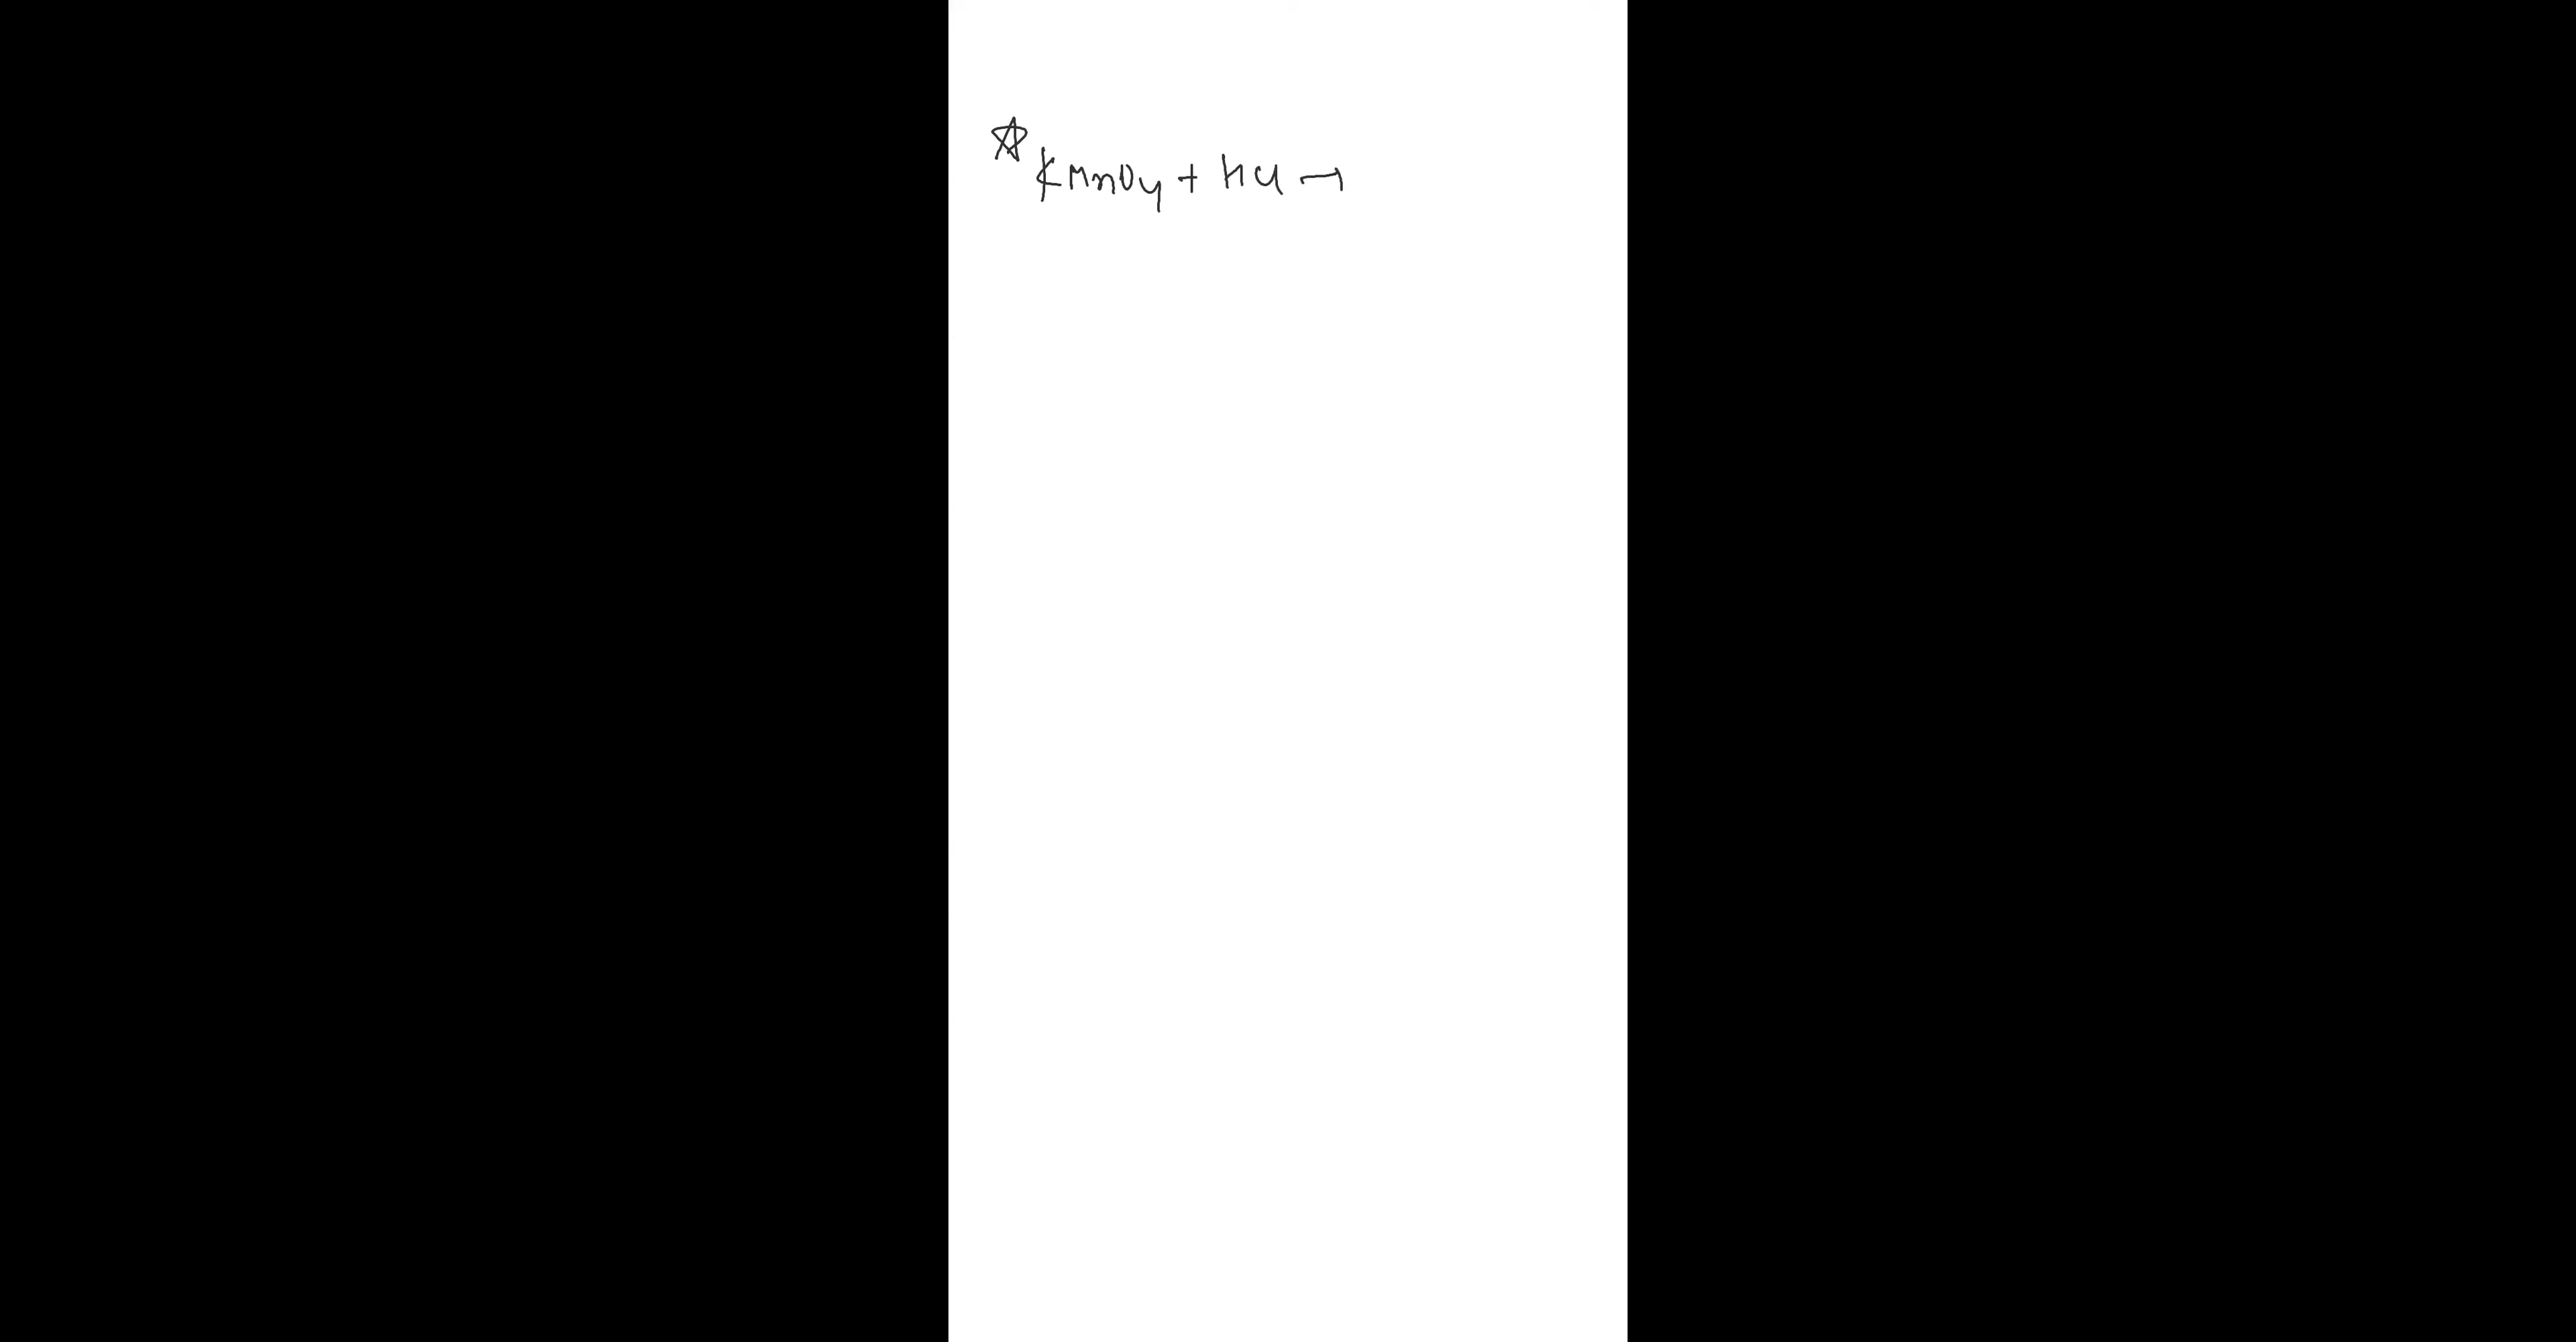 ☆ KMnO4 + HCl →